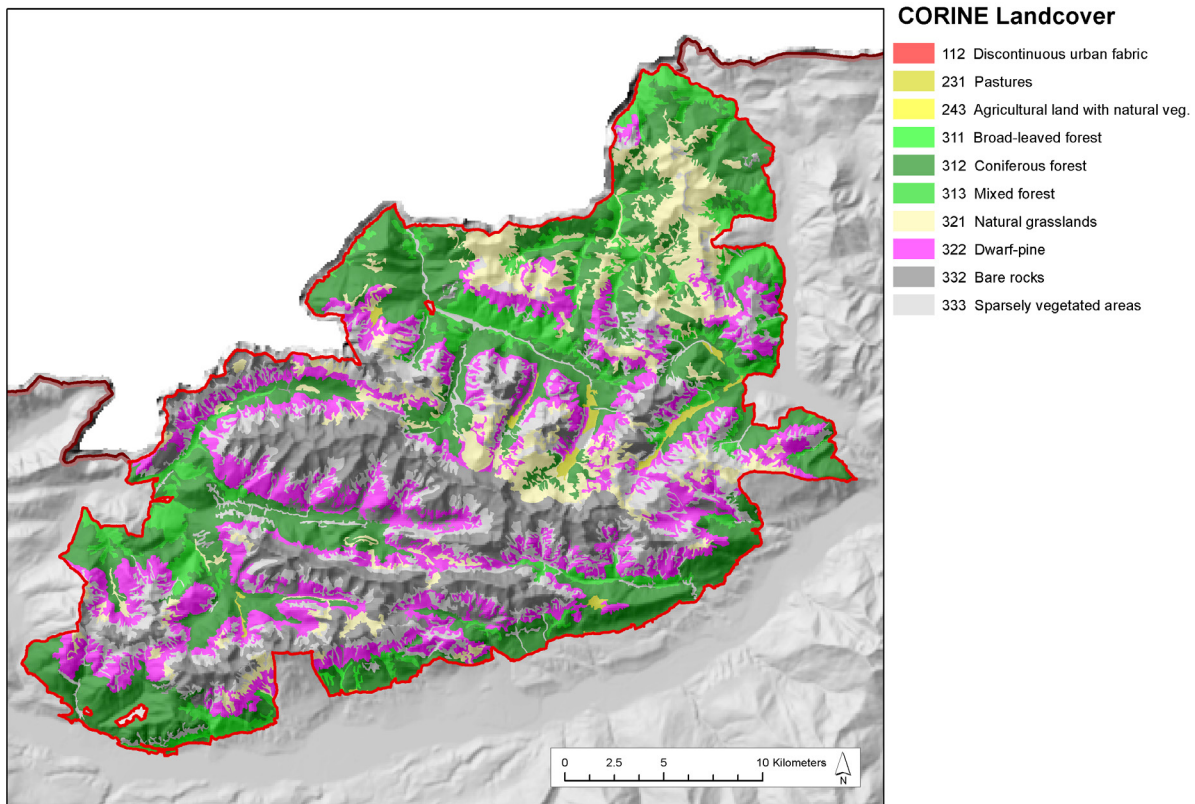 CORINE Landcover
112 Discontinuous urban fabric
231 Pastures
243 Agricultural land with natural veg.
311 Broad-leaved forest
312 Coniferous forest
313 Mixed forest
321 Natural grasslands
322 Dwarf-pine
332 Bare rocks
333 Sparsely vegetated areas
0 2.5 5 10 Kilometers
N